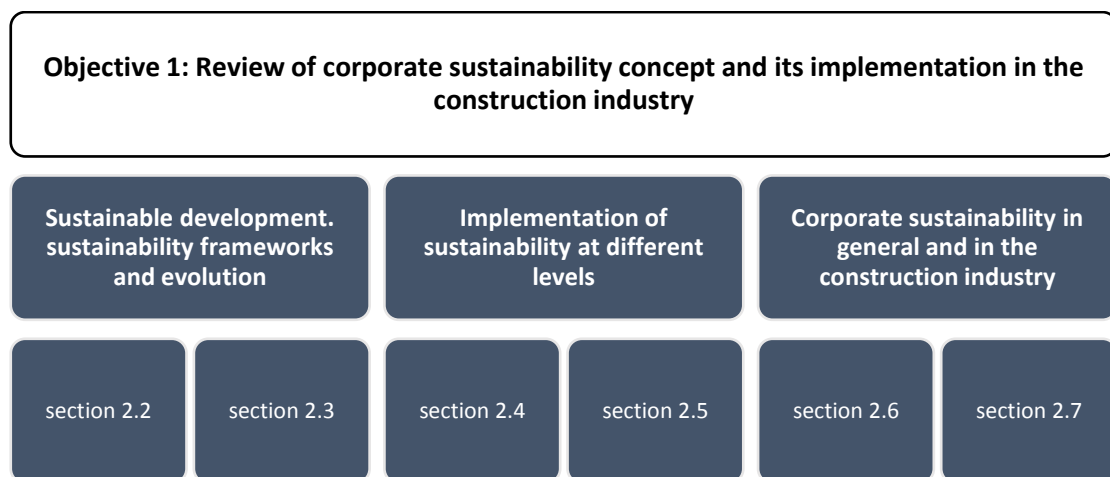 Objective 1: Review of corporate sustainability concept and its implementation in the
construction industry
Sustainable development.
sustainability frameworks
and evolution
Implementation of
sustainability at different
levels
Corporate sustainability in
general and in the
construction industry
section 2.2
section 2.3
section 2.4
section 2.5
section 2.6
section 2.7